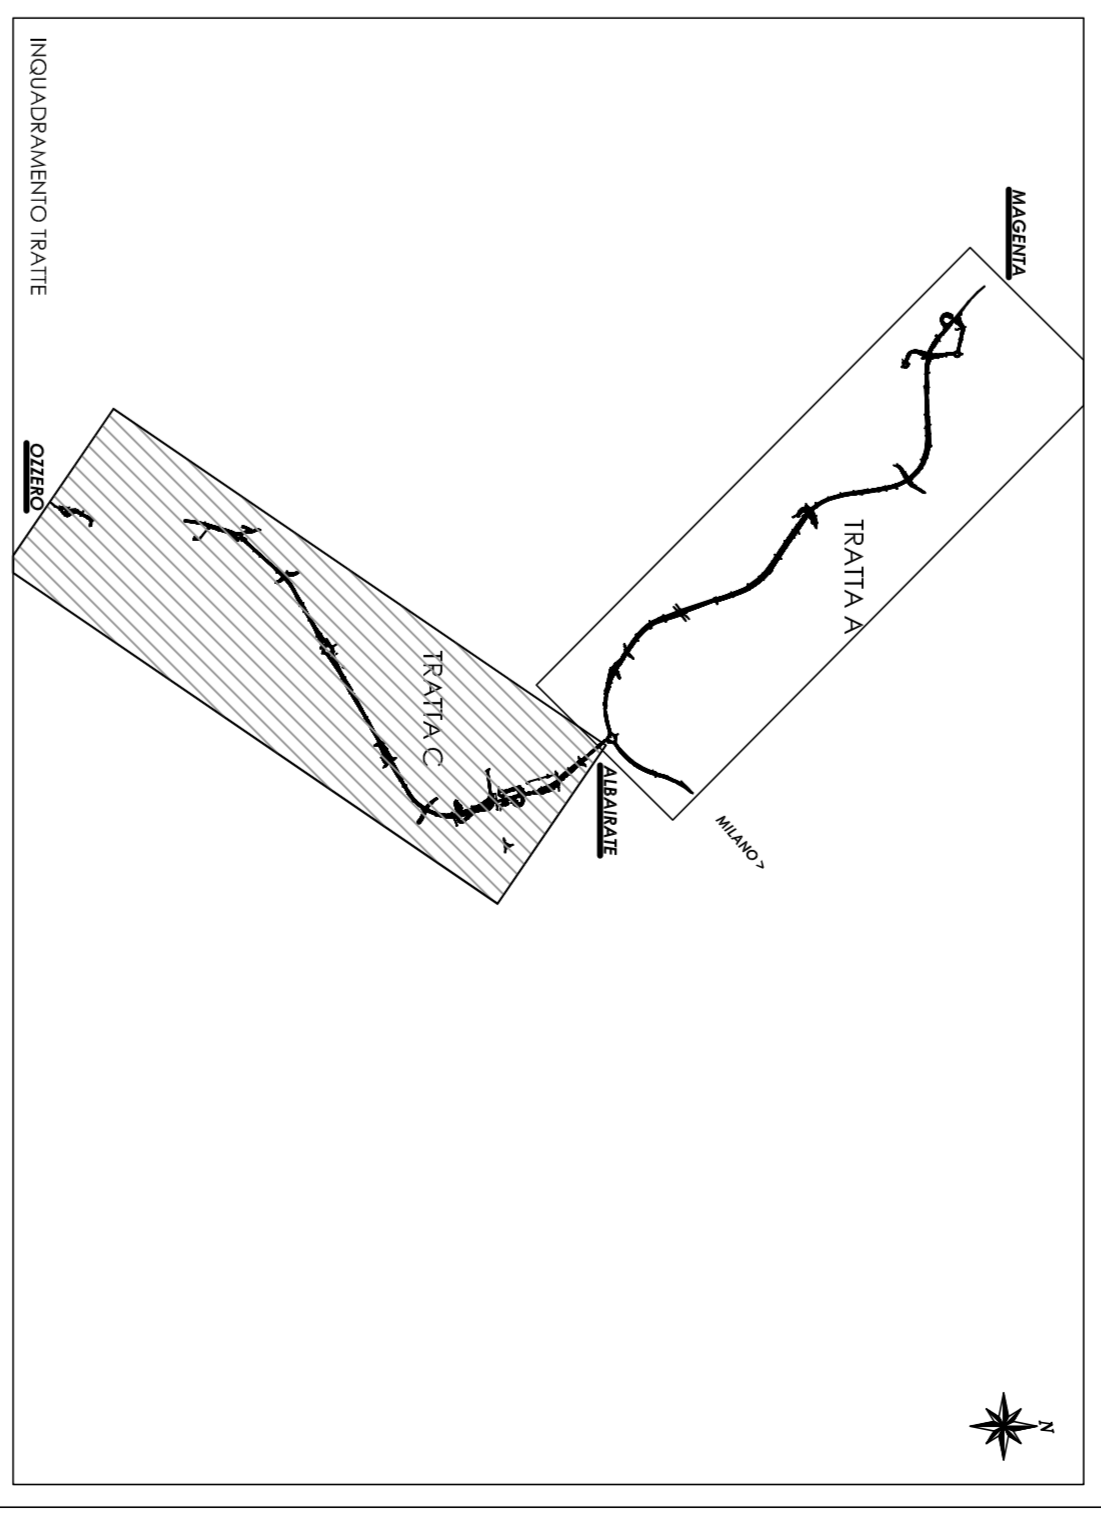 N
MAGENTA
TRATTA A
MILANO >
ALBAIRATE
TRATTA C
OZZERO
INQUADRAMENTO TRATTE